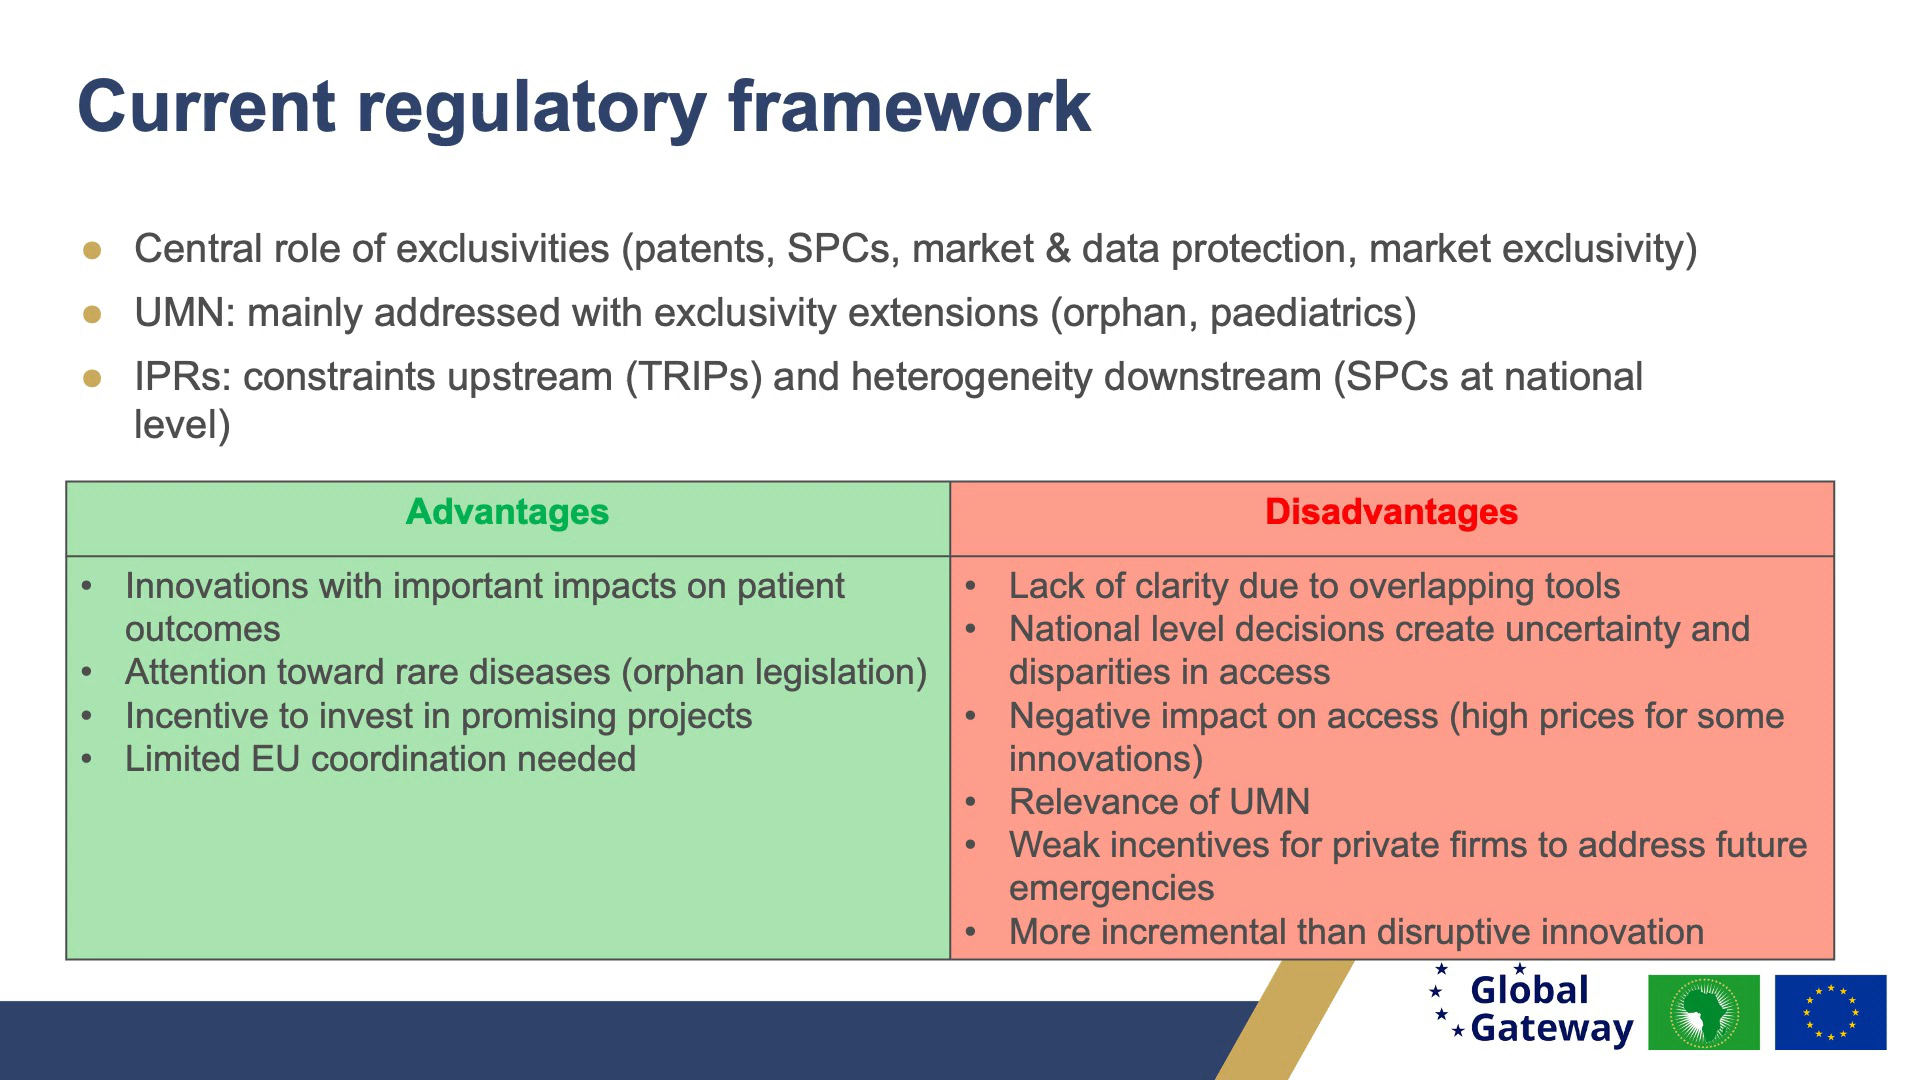 Current regulatory framework
● Central role of exclusivities (patents, SPCs, market & data protection, market exclusivity)
● UMN: mainly addressed with exclusivity extensions (orphan, paediatrics)
● IPRs: constraints upstream (TRIPs) and heterogeneity downstream (SPCs at national
level)
Advantages
• Innovations with important impacts on patient
outcomes
• Attention toward rare diseases (orphan legislation)
• Incentive to invest in promising projects
• Limited EU coordination needed
Disadvantages
• Lack of clarity due to overlapping tools
• National level decisions create uncertainty and
disparities in access
• Negative impact on access (high prices for some
innovations)
• Relevance of UMN
• Weak incentives for private firms to address future
emergencies
• More incremental than disruptive innovation
Global
Gateway